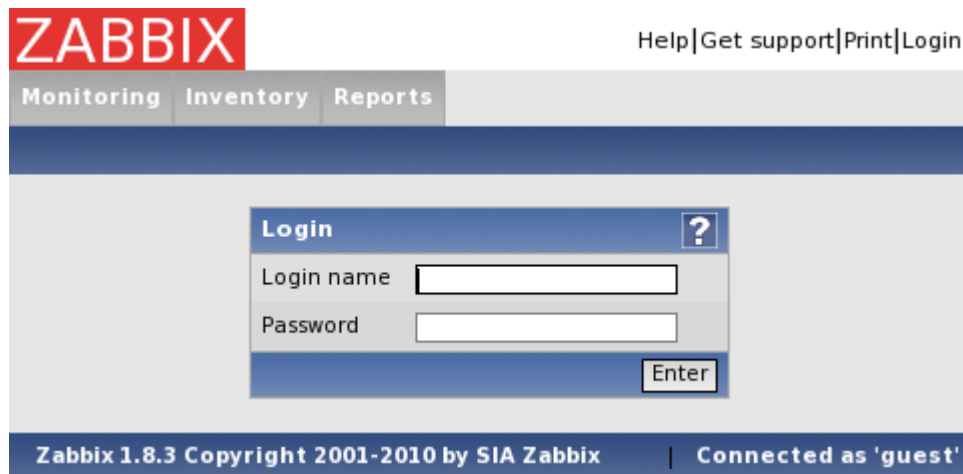 ZABBIX
Help|Get support|Print|Login
Monitoring Inventory Reports
Login ?
Login name
Password
Enter
Zabbix 1.8.3 Copyright 2001-2010 by SIA Zabbix | Connected as 'guest'